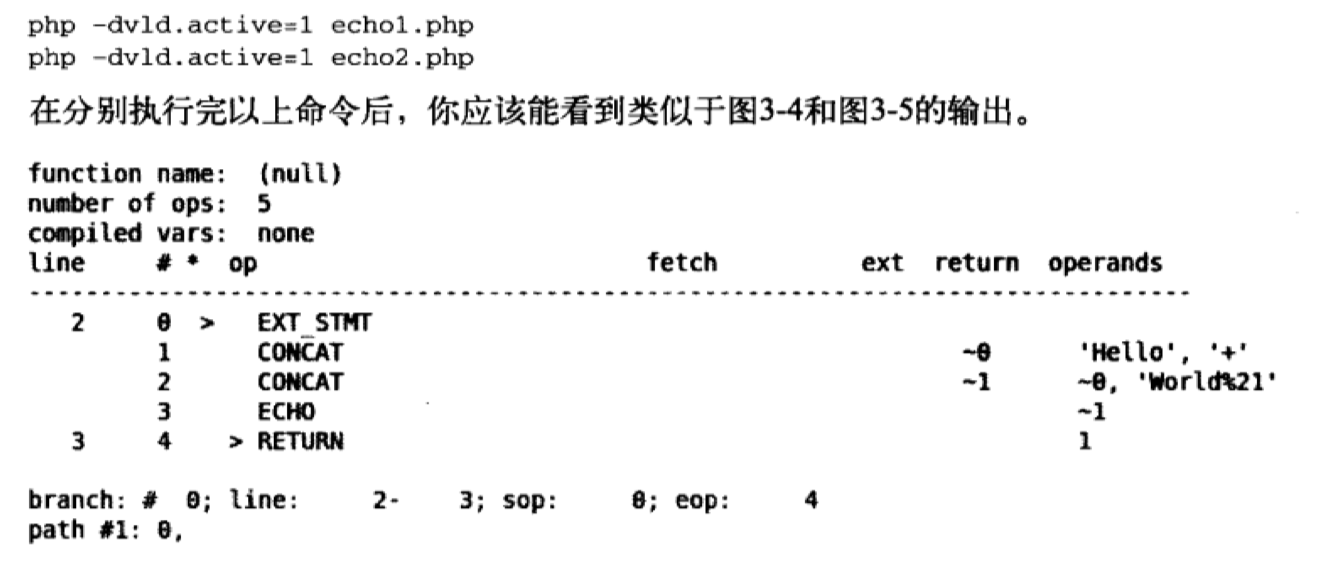 php -dvld.active=1 echo1.php
php -dvld.active=1 echo2.php
在分别执行完以上命令后，你应该能看到类似于图3-4和图3-5的输出。
function name: (null)
number of ops: 5
compiled vars: none
line # * op fetch ext return operands
---------------------------------------------------------------------------------
2 0 > EXT_STMT
1 CONCAT ~0 'Hello', '+'
2 CONCAT ~1 ~0, 'World%21'
3 ECHO ~1
3 4 > RETURN 1
branch: # 0; line: 2- 3; sop: 0; eop: 4
path #1: 0,